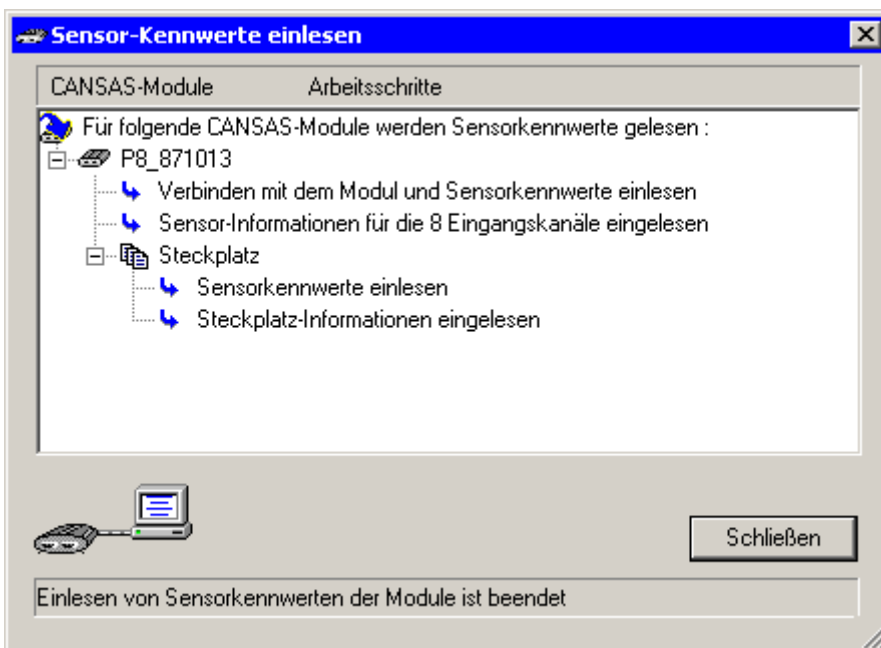 Sensor-Kennwerte einlesen
CANSAS-Module Arbeitsschritte
Für folgende CANSAS-Module werden Sensorkennwerte gelesen :
P8_871013
Verbinden mit dem Modul und Sensorkennwerte einlesen
Sensor-Informationen für die 8 Eingangskanäle eingelesen
Steckplatz
Sensorkennwerte einlesen
Steckplatz-Informationen eingelesen
Schließen
Einlesen von Sensorkennwerten der Module ist beendet